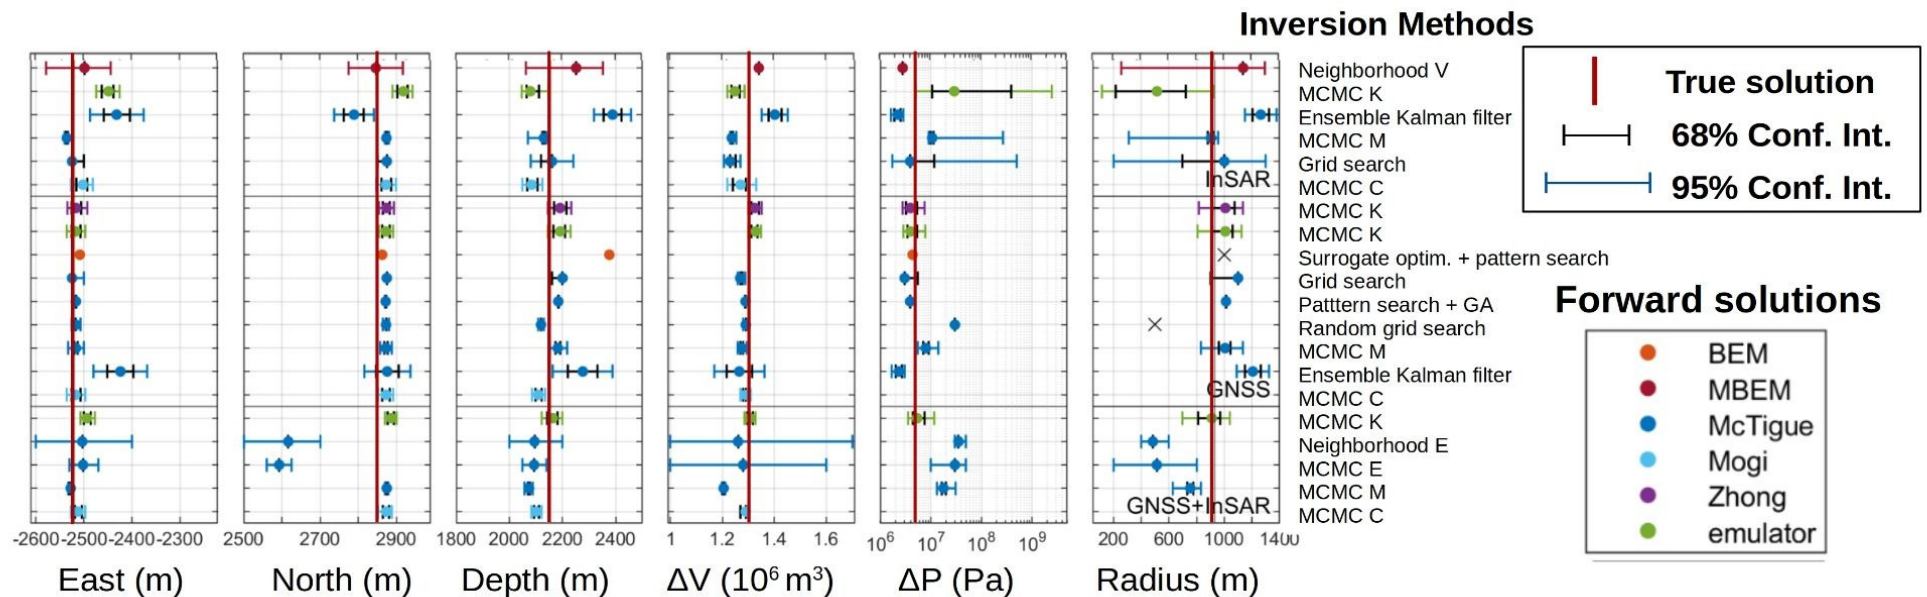 Inversion Methods
Neighborhood V
MCMC K
Ensemble Kalman filter
MCMC M
Grid search
InSAR
MCMC C
MCMC K
MCMC K
Surrogate optim. + pattern search
Grid search
Patttern search + GA
Random grid search
MCMC M
Ensemble Kalman filter
GNSS
MCMC C
MCMC K
Neighborhood E
MCMC E
MCMC M
GNSS+InSAR
MCMC C
True solution
68% Conf. Int.
95% Conf. Int.
Forward solutions
BEM
MBEM
McTigue
Mogi
Zhong
emulator
-2600 -2500 -2400 -2300
2500 2700 2900
1800 2000 2200 2400
1 1.2 1.4 1.6
10⁶ 10⁷ 10⁸ 10⁹
200 600 1000 1400
East (m)
North (m)
Depth (m)
ΔV (10⁶ m³)
ΔP (Pa)
Radius (m)